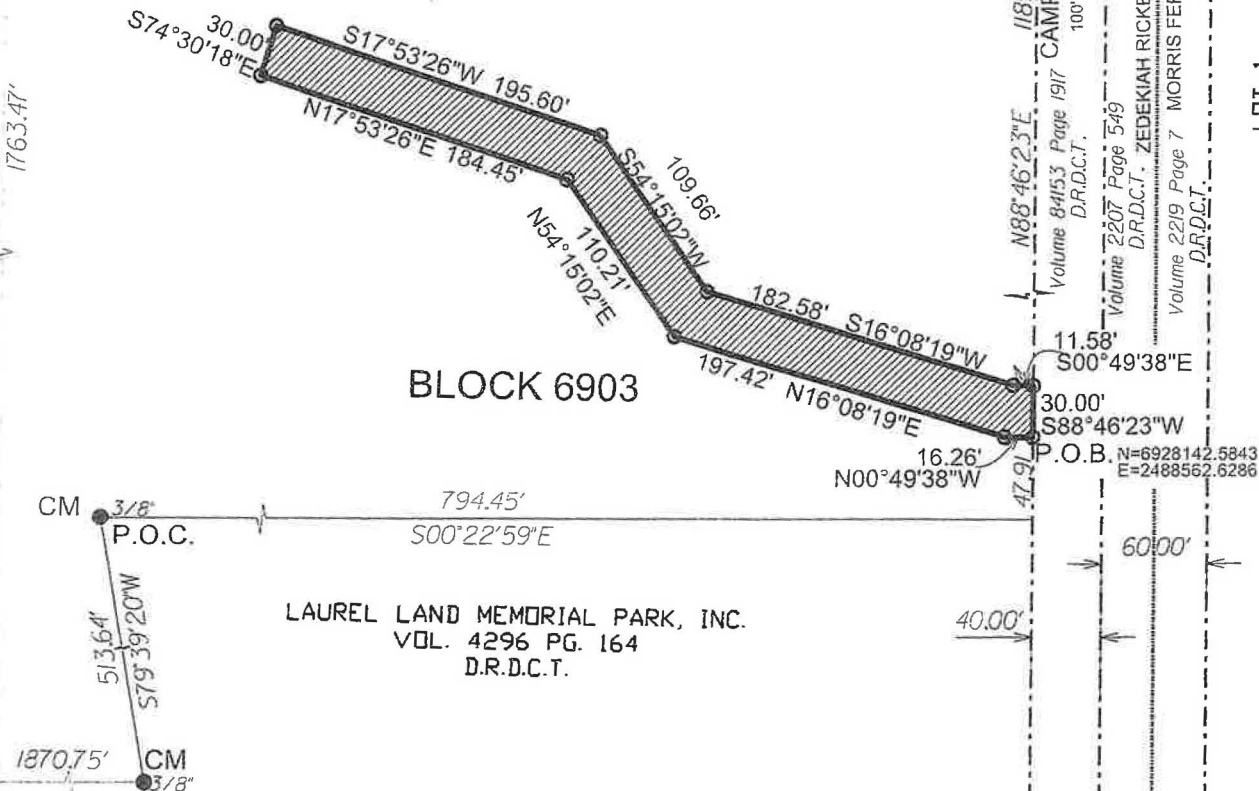 30.00'
S74°30'18"E
S17°53'26"W 195.60'
N17°53'26"E 184.45'
109.66'
S54°15'02"W
110.21'
N54°15'02"E
182.58' S16°08'19"W
197.42' N16°08'19"E
11.58'
S00°49'38"E
30.00'
S88°46'23"W
P.O.B. N=6928142.5843
E=2488562.6286
16.26'
N00°49'38"W
47.91'
BLOCK 6903
1763.47'
N88°46'23"E
Volume 84153 Page 1917
D.R.D.C.T.
100'
Volume 2207 Page 549
D.R.D.C.T.
ZEDEKIAH
Volume 2219 Page 7
D.R.D.C.T.
MORRIS
CM 3/8"
P.O.C.
794.45'
S00°22'59"E
60.00'
40.00'
LAUREL LAND MEMORIAL PARK, INC.
VOL. 4296 PG. 164
D.R.D.C.T.
513.64'
S79°39'20"W
1870.75'
CM
3/8"